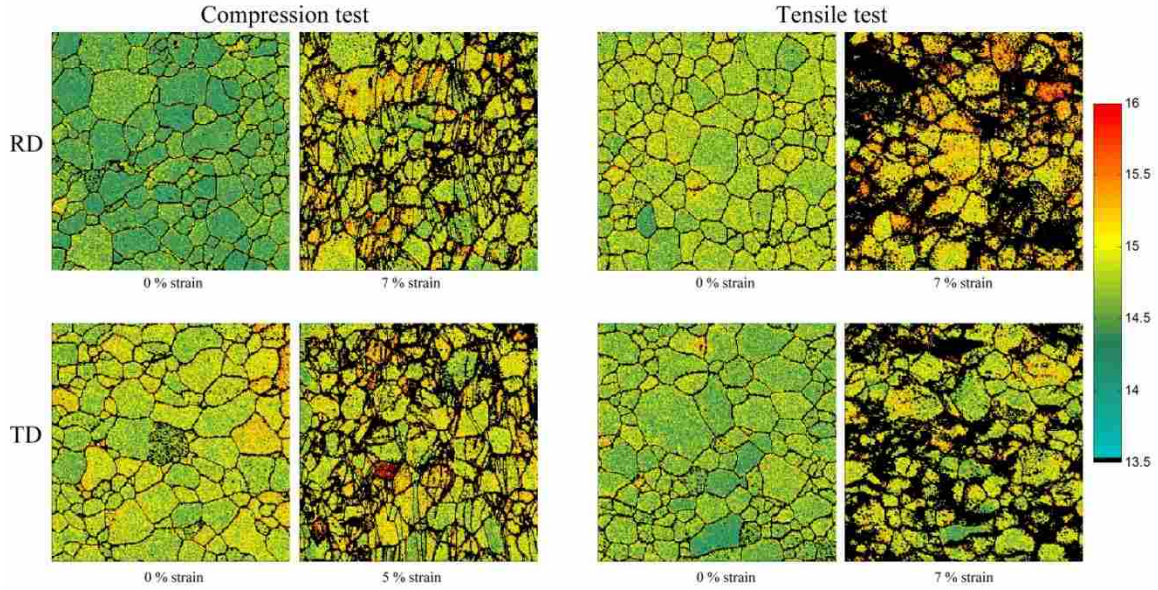 Compression test
Tensile test
RD
0 % strain
7 % strain
0 % strain
7 % strain
TD
0 % strain
5 % strain
0 % strain
7 % strain
16
15.5
15
14.5
14
13.5